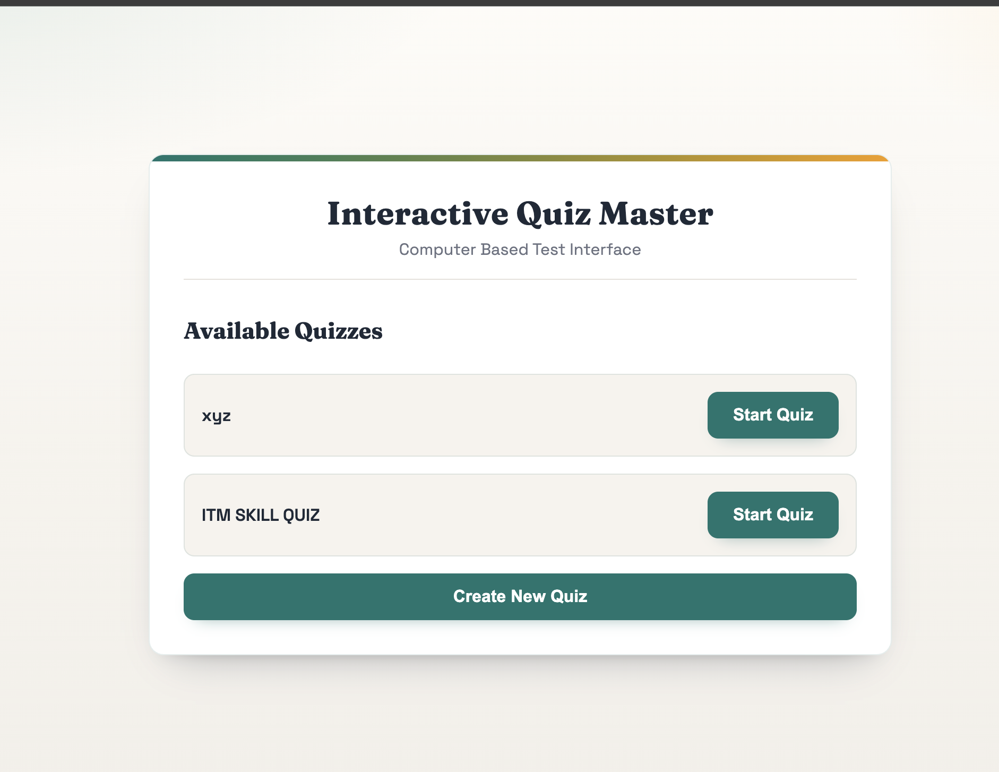 Interactive Quiz Master
Computer Based Test Interface
Available Quizzes
xyz
Start Quiz
ITM SKILL QUIZ
Start Quiz
Create New Quiz